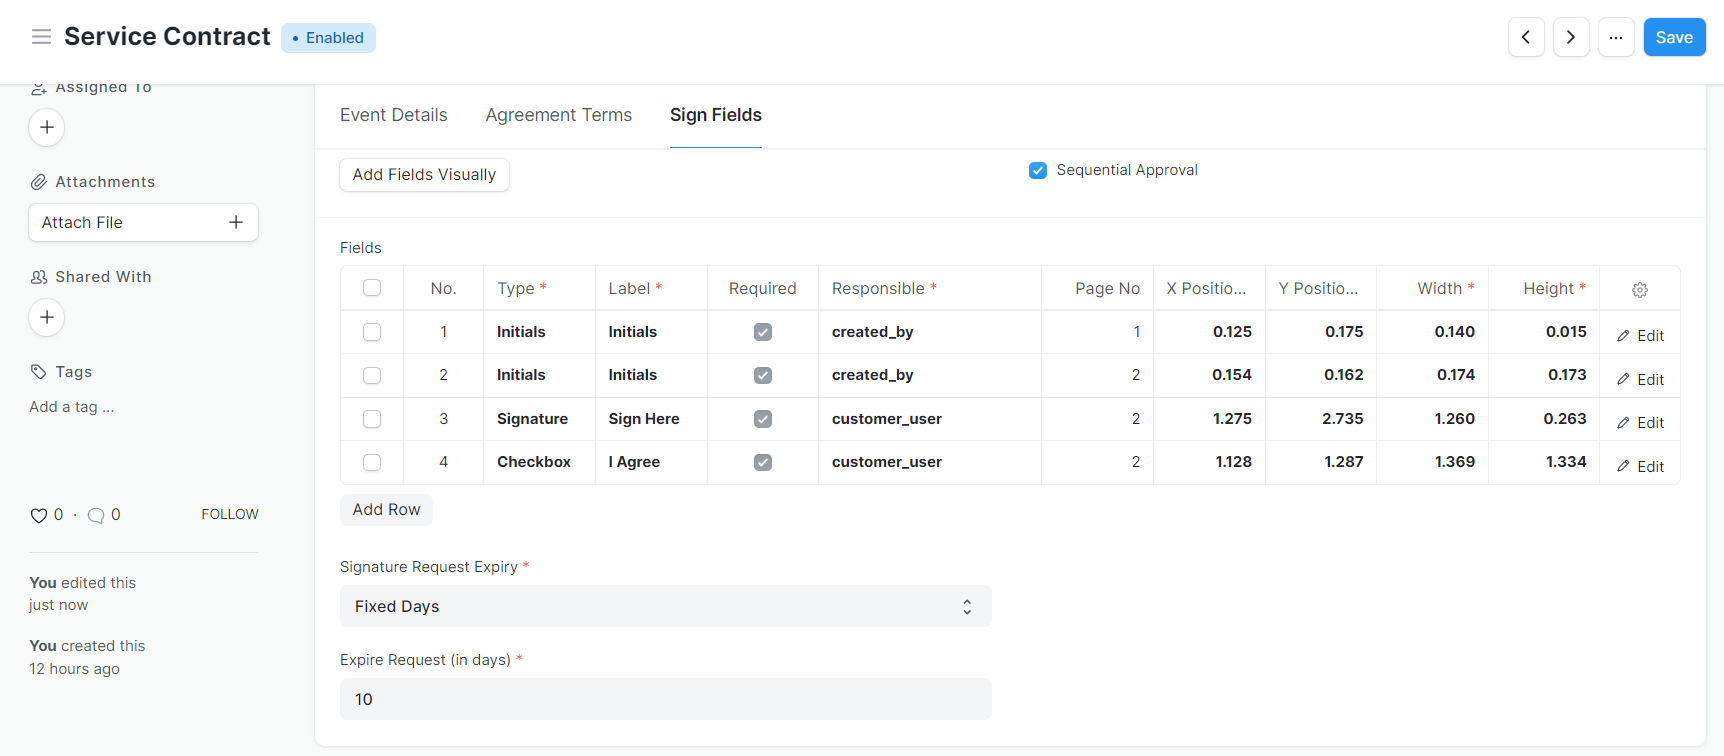 Service Contract
• Enabled
...
Save
Assigned To
Attachments
Attach File
Shared With
Tags
Add a tag ...
0 · 0
FOLLOW
You edited this
just now
You created this
12 hours ago
Event Details Agreement Terms Sign Fields
Add Fields Visually
Sequential Approval
Fields
No. Type * Label * Required Responsible * Page No X Positio... Y Positio... Width * Height *
1 Initials Initials created_by 1 0.125 0.175 0.140 0.015 Edit
2 Initials Initials created_by 2 0.154 0.162 0.174 0.173 Edit
3 Signature Sign Here customer_user 2 1.275 2.735 1.260 0.263 Edit
4 Checkbox I Agree customer_user 2 1.128 1.287 1.369 1.334 Edit
Add Row
Signature Request Expiry *
Fixed Days
Expire Request (in days) *
10